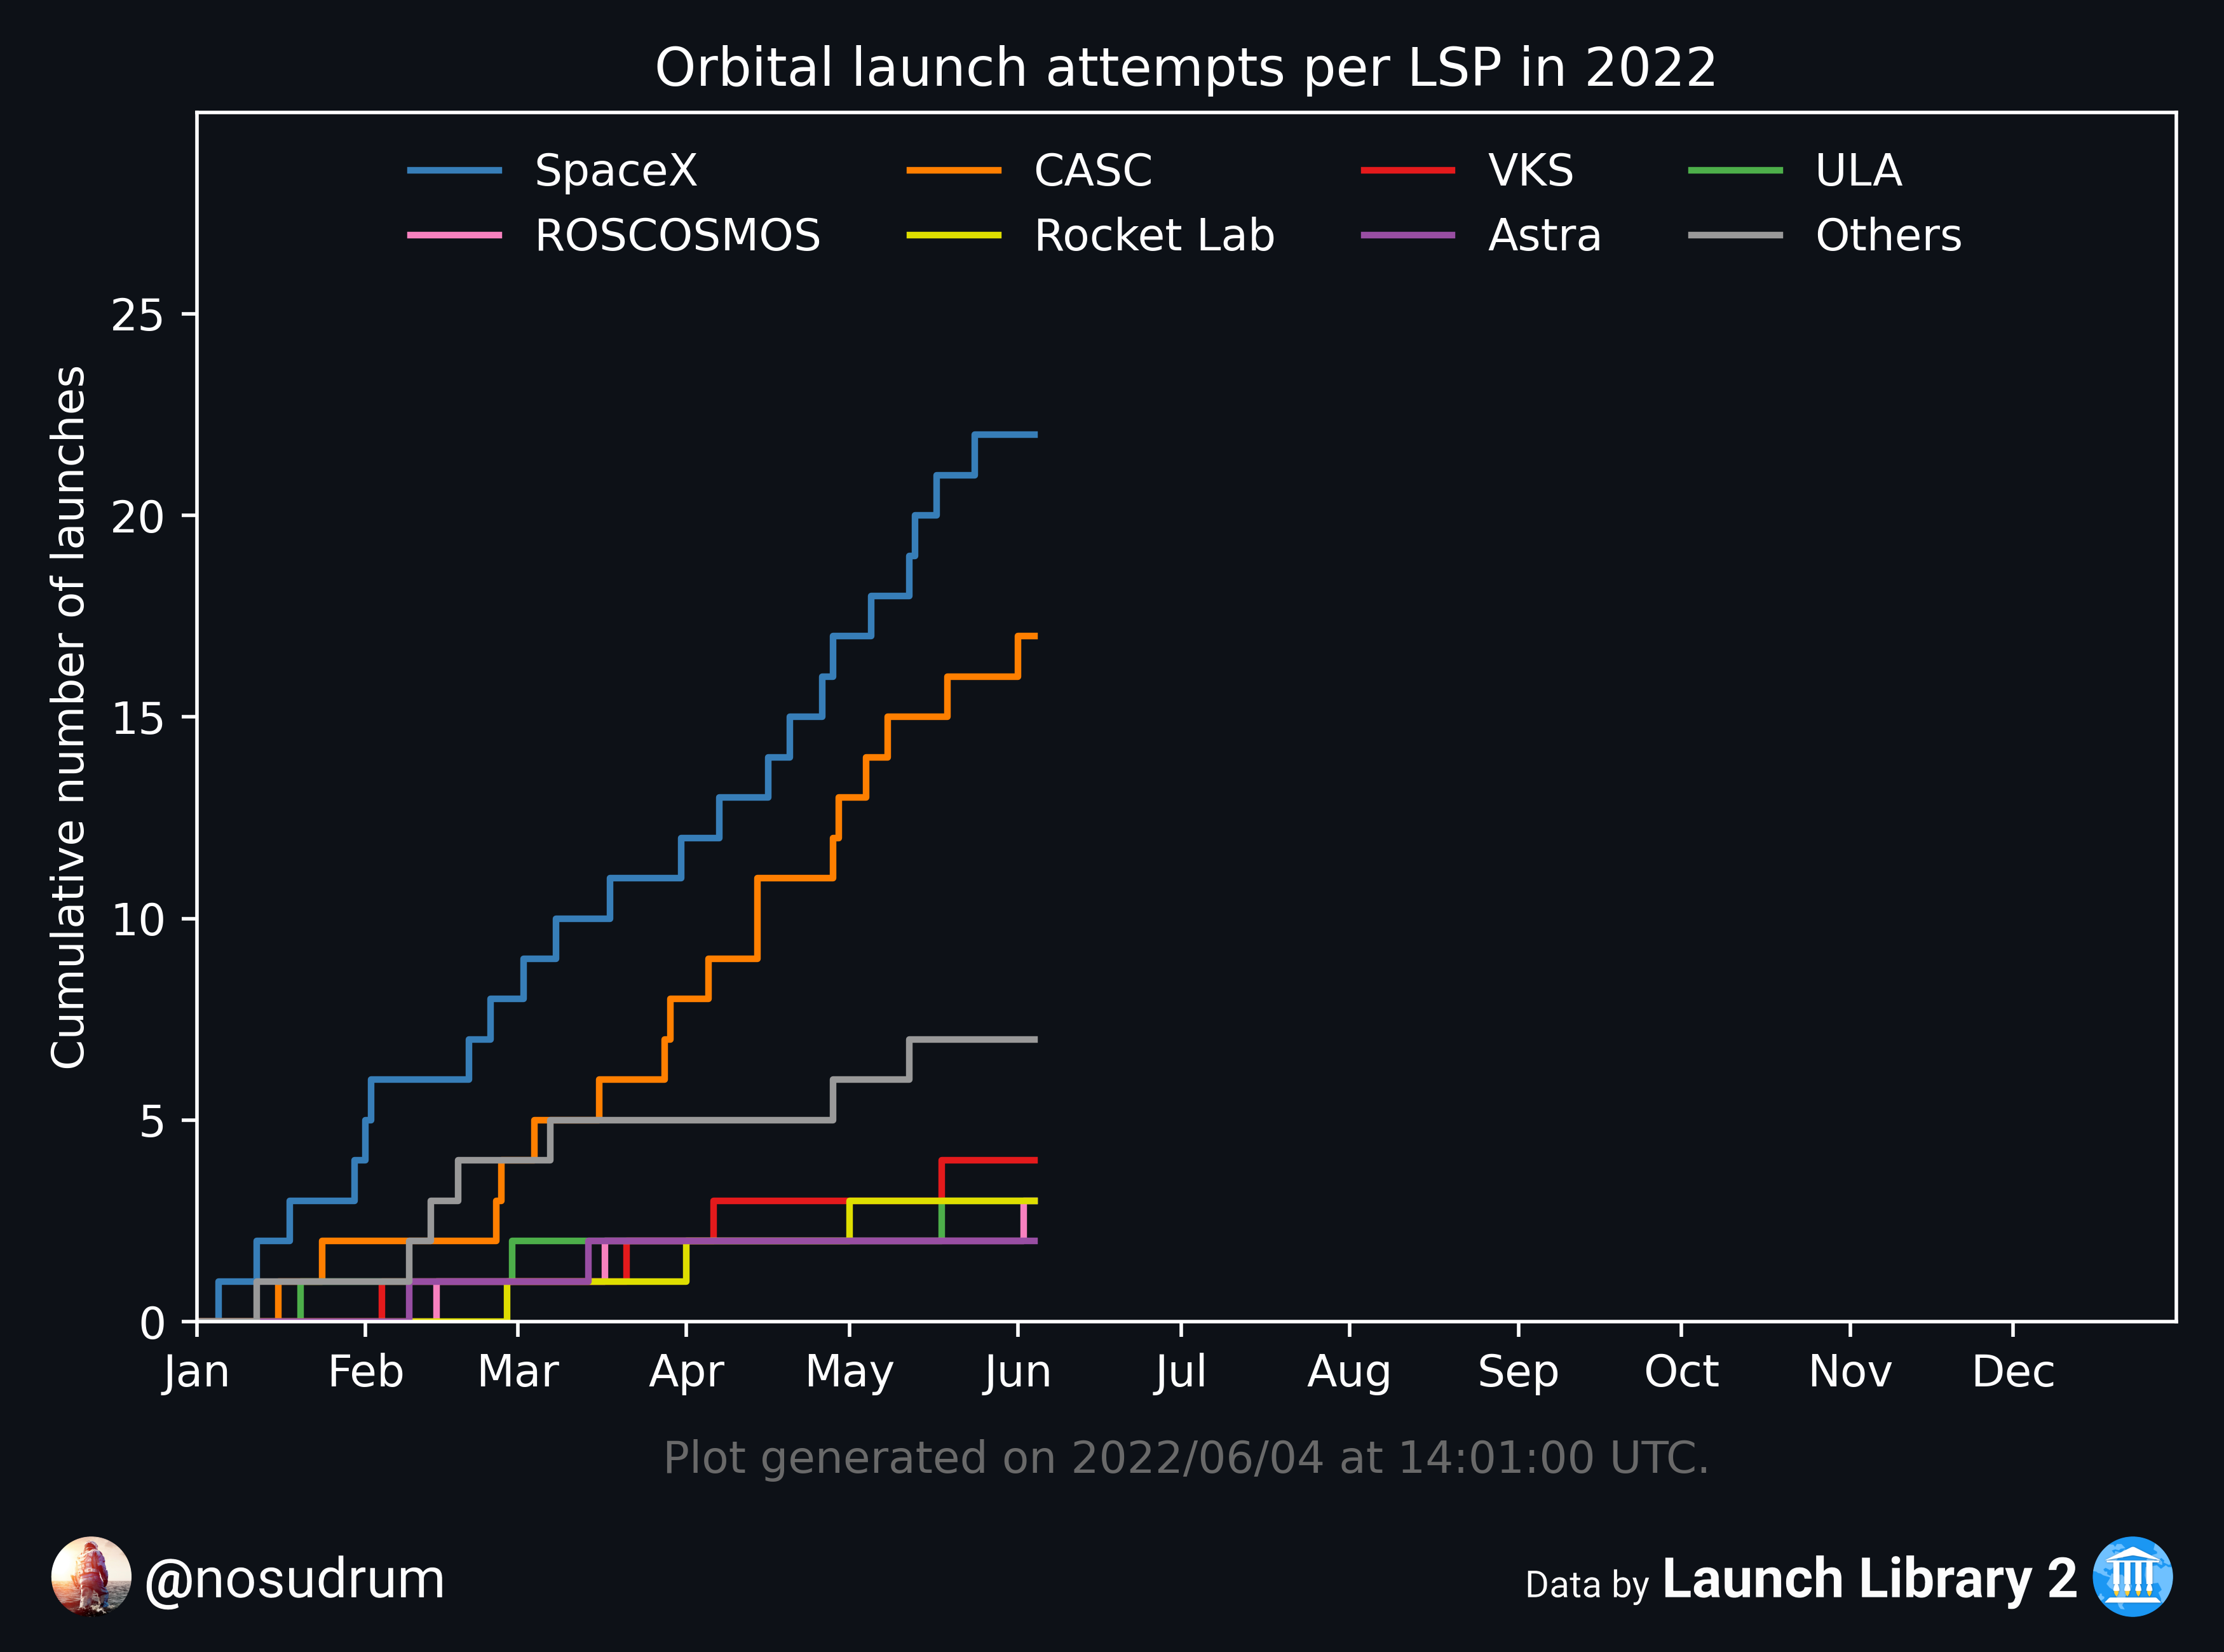 Orbital launch attempts per LSP in 2022
SpaceX CASC VKS ULA
ROSCOSMOS Rocket Lab Astra Others
Cumulative number of launches
25
20
15
10
5
0
Jan Feb Mar Apr May Jun Jul Aug Sep Oct Nov Dec
Plot generated on 2022/06/04 at 14:01:00 UTC.
@nosudrum
Data by Launch Library 2